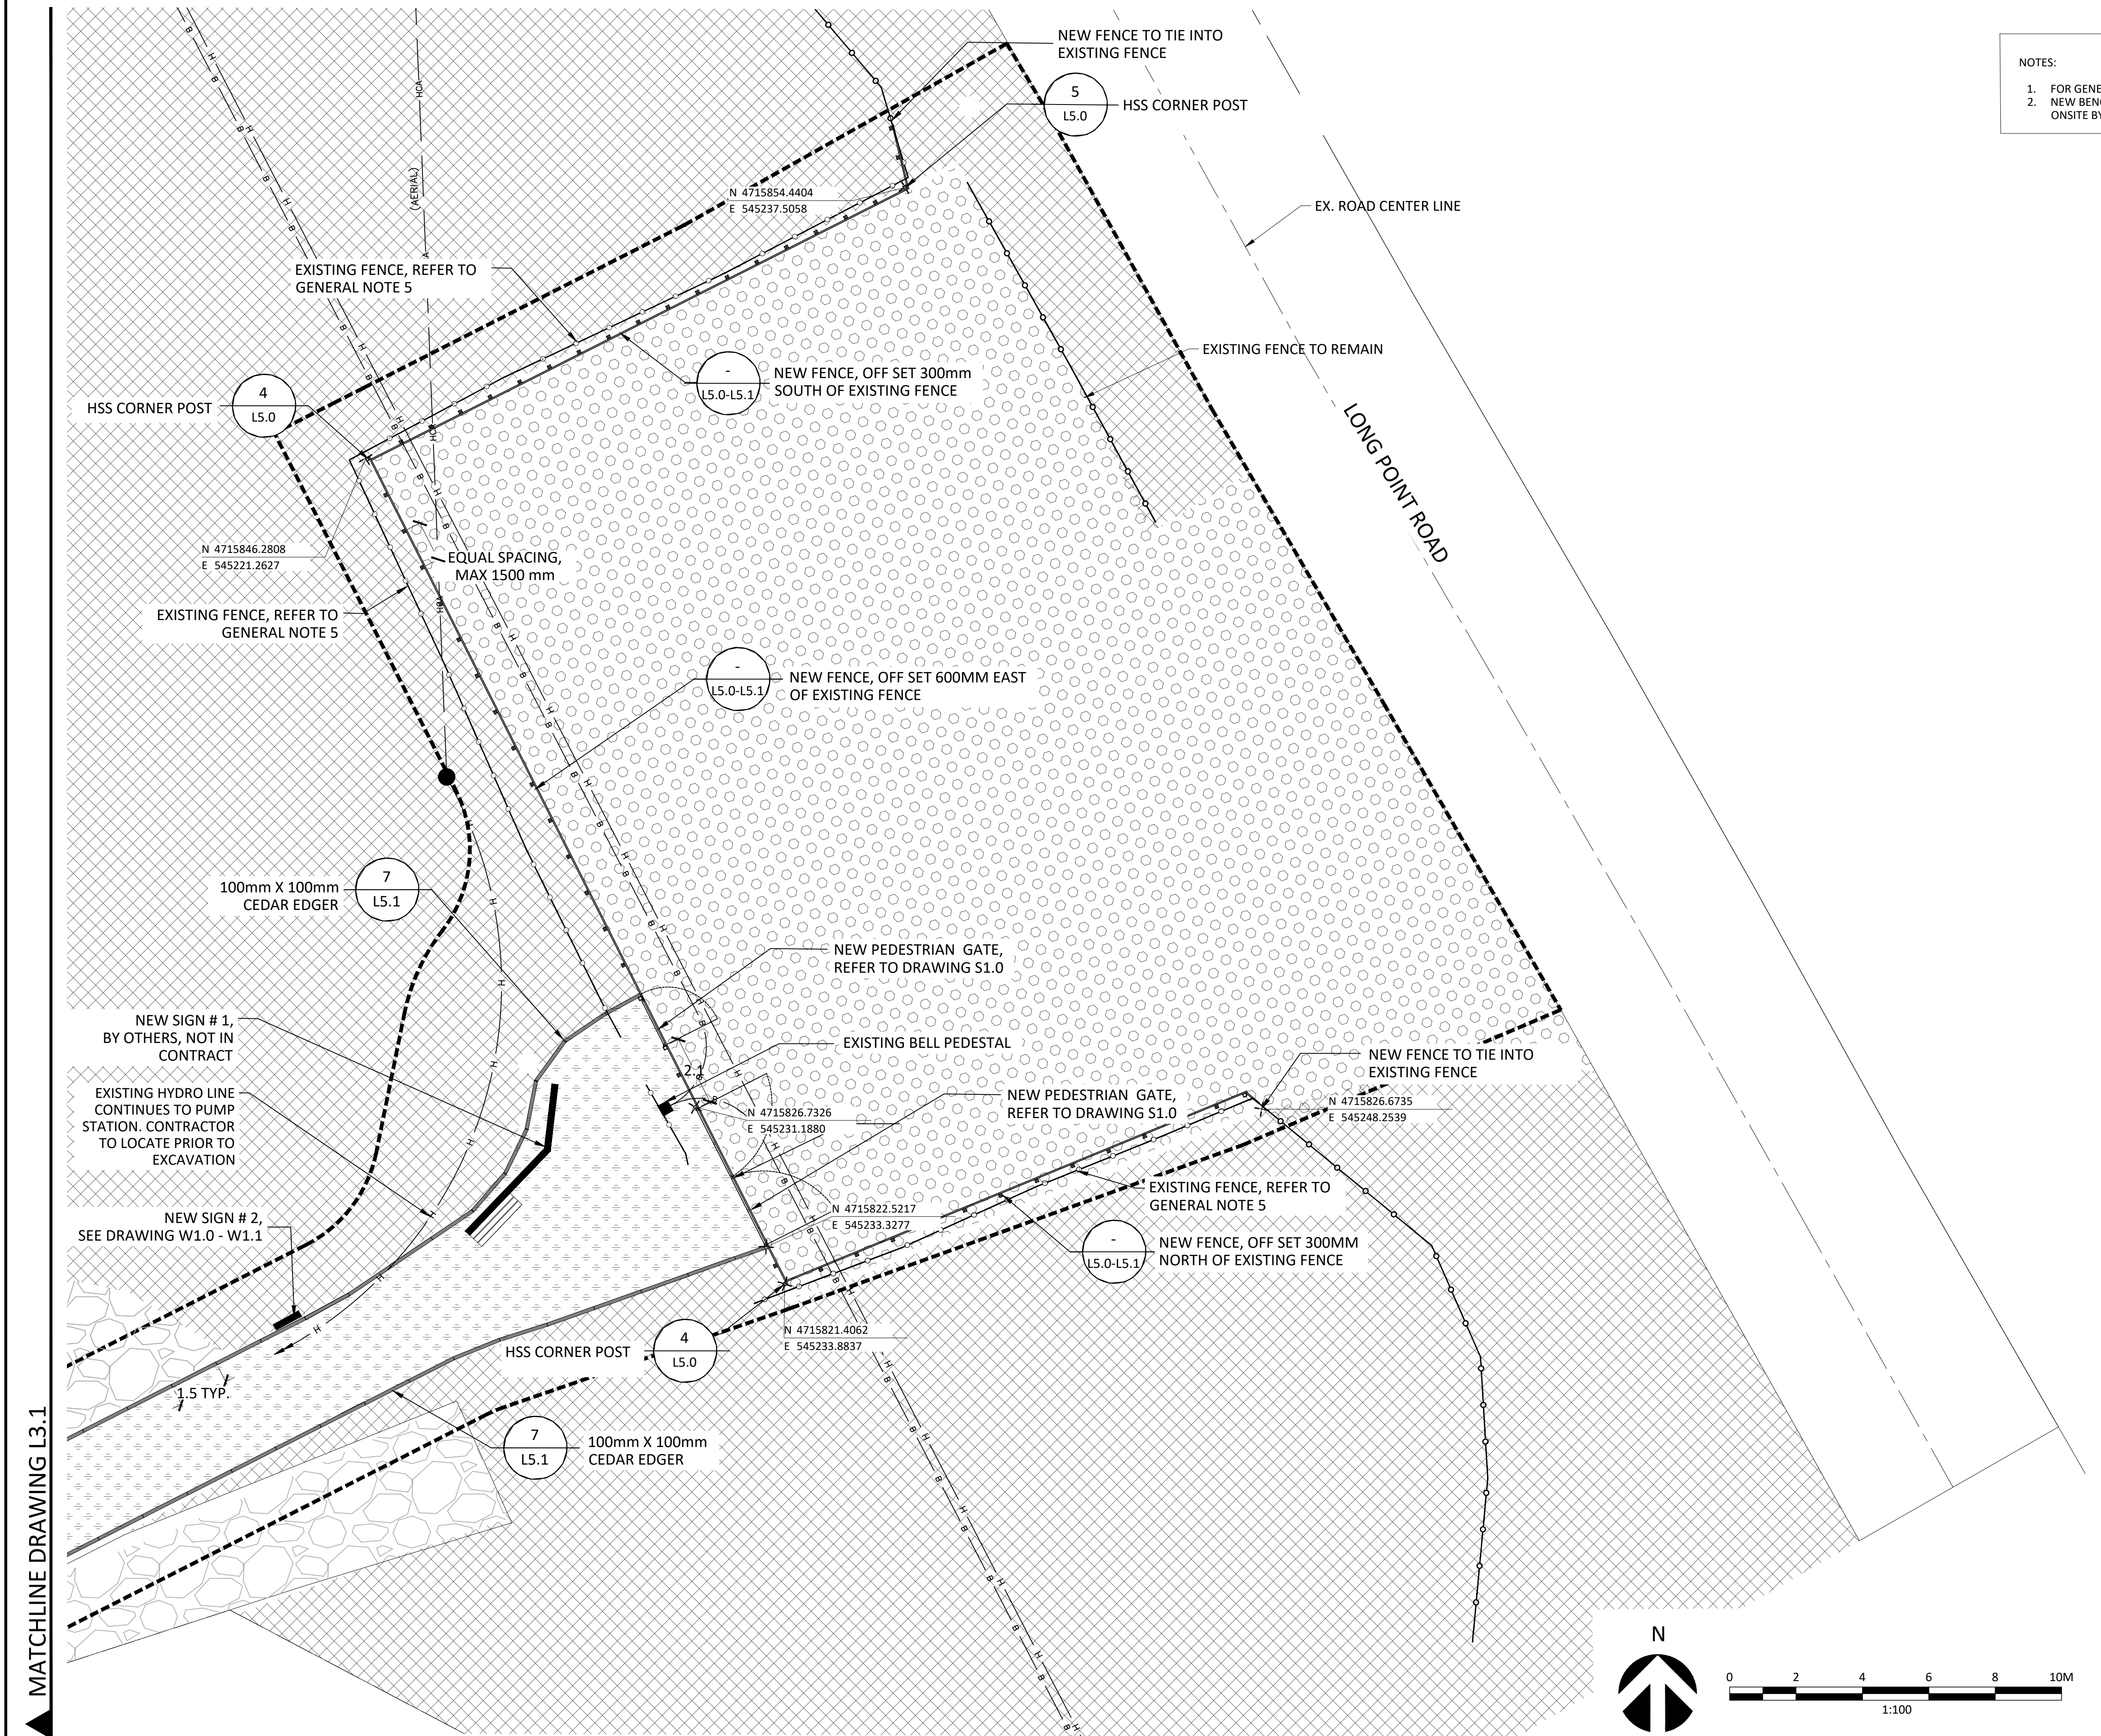 NEW FENCE TO TIE INTO
EXISTING FENCE
5
L5.0
HSS CORNER POST
NOTES:
1. FOR GENE
2. NEW BEN
ONSITE BY
HCA
(AERIAL)
N 4715854.4404
E 545237.5058
EX. ROAD CENTER LINE
EXISTING FENCE, REFER TO
GENERAL NOTE 5
EXISTING FENCE TO REMAIN
-
L5.0-L5.1
NEW FENCE, OFF SET 300mm
SOUTH OF EXISTING FENCE
4
L5.0
HSS CORNER POST
LONG POINT ROAD
N 4715846.2808
E 545221.2627
EQUAL SPACING,
MAX 1500 mm
EXISTING FENCE, REFER TO
GENERAL NOTE 5
-
L5.0-L5.1
NEW FENCE, OFF SET 600MM EAST
OF EXISTING FENCE
7
L5.1
100mm X 100mm
CEDAR EDGER
NEW PEDESTRIAN GATE,
REFER TO DRAWING S1.0
NEW SIGN # 1,
BY OTHERS, NOT IN
CONTRACT
EXISTING BELL PEDESTAL
2.1
NEW FENCE TO TIE INTO
EXISTING FENCE
EXISTING HYDRO LINE
CONTINUES TO PUMP
STATION. CONTRACTOR
TO LOCATE PRIOR TO
EXCAVATION
NEW PEDESTRIAN GATE,
REFER TO DRAWING S1.0
N 4715826.7326
E 545231.1880
N 4715826.6735
E 545248.2539
EXISTING FENCE, REFER TO
GENERAL NOTE 5
NEW SIGN # 2,
SEE DRAWING W1.0 - W1.1
N 4715822.5217
E 545233.3277
-
L5.0-L5.1
NEW FENCE, OFF SET 300MM
NORTH OF EXISTING FENCE
N 4715821.4062
E 545233.8837
HSS CORNER POST
4
L5.0
1.5 TYP.
7
L5.1
100mm X 100mm
CEDAR EDGER
MATCHLINE DRAWING L3.1
N
0 2 4 6 8 10M
1:100